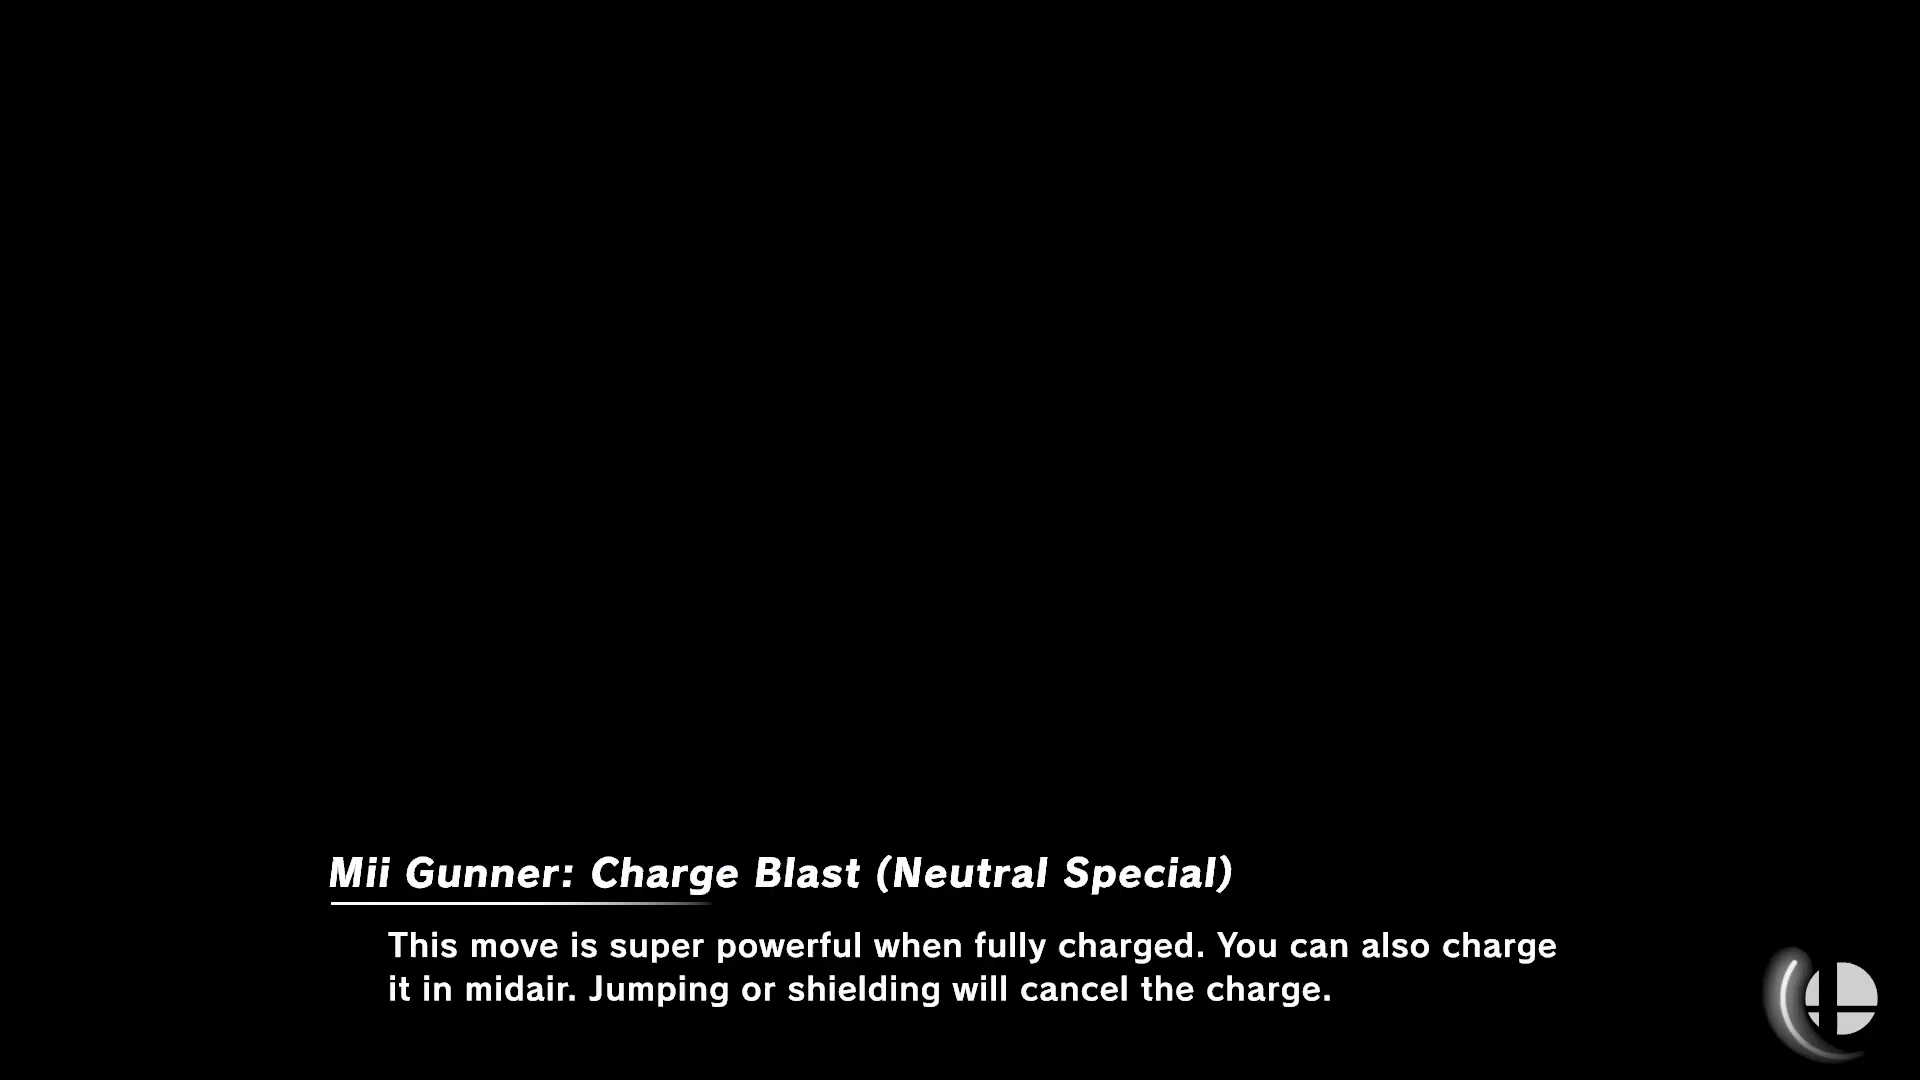 Mii Gunner: Charge Blast (Neutral Special)
This move is super powerful when fully charged. You can also charge
it in midair. Jumping or shielding will cancel the charge.